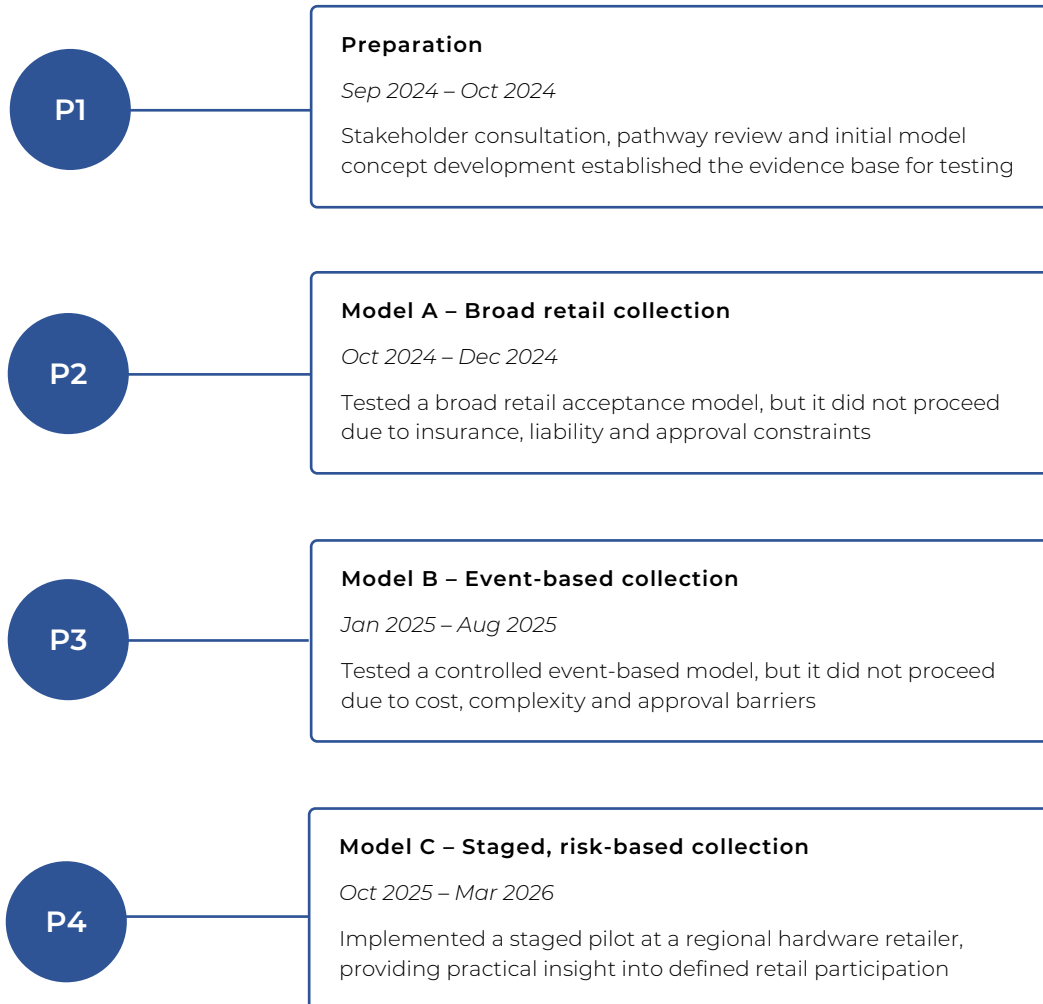 P1
Preparation
Sep 2024 – Oct 2024
Stakeholder consultation, pathway review and initial model
concept development established the evidence base for testing
P2
Model A – Broad retail collection
Oct 2024 – Dec 2024
Tested a broad retail acceptance model, but it did not proceed
due to insurance, liability and approval constraints
P3
Model B – Event-based collection
Jan 2025 – Aug 2025
Tested a controlled event-based model, but it did not proceed
due to cost, complexity and approval barriers
P4
Model C – Staged, risk-based collection
Oct 2025 – Mar 2026
Implemented a staged pilot at a regional hardware retailer,
providing practical insight into defined retail participation